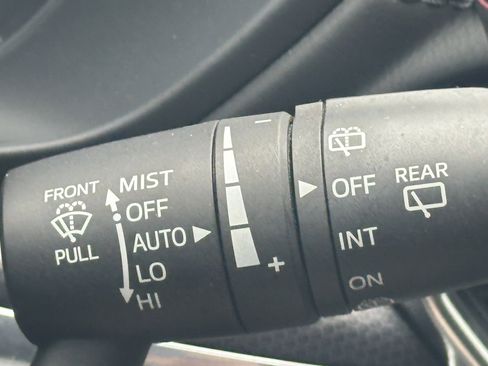 FRONT
PULL
MIST
OFF
AUTO
LO
HI
−
+
OFF
INT
ON
REAR